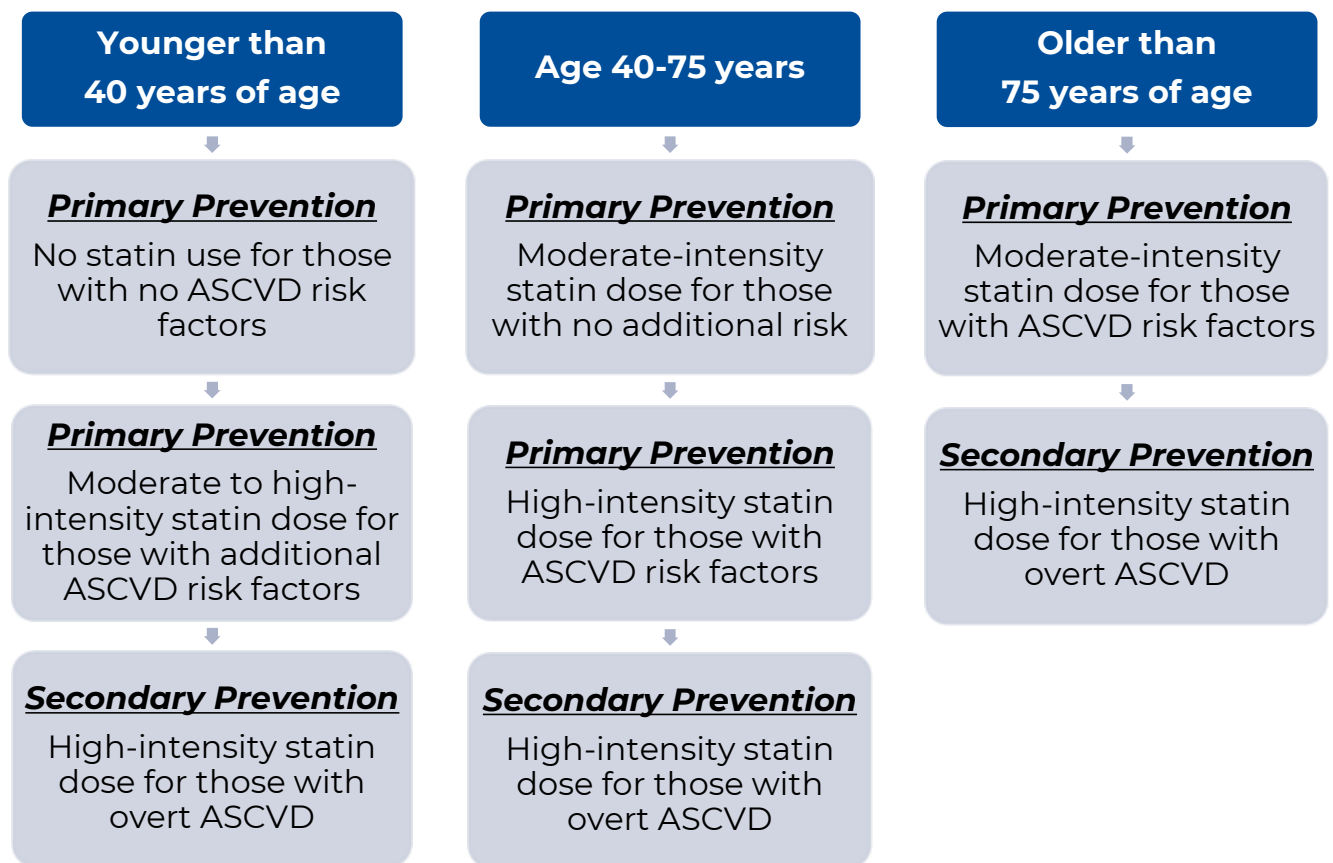 Younger than
40 years of age
Primary Prevention
No statin use for those
with no ASCVD risk
factors
Primary Prevention
Moderate to high-
intensity statin dose for
those with additional
ASCVD risk factors
Secondary Prevention
High-intensity statin
dose for those with
overt ASCVD
Age 40-75 years
Primary Prevention
Moderate-intensity
statin dose for those
with no additional risk
Primary Prevention
High-intensity statin
dose for those with
ASCVD risk factors
Secondary Prevention
High-intensity statin
dose for those with
overt ASCVD
Older than
75 years of age
Primary Prevention
Moderate-intensity
statin dose for those
with ASCVD risk factors
Secondary Prevention
High-intensity statin
dose for those with
overt ASCVD